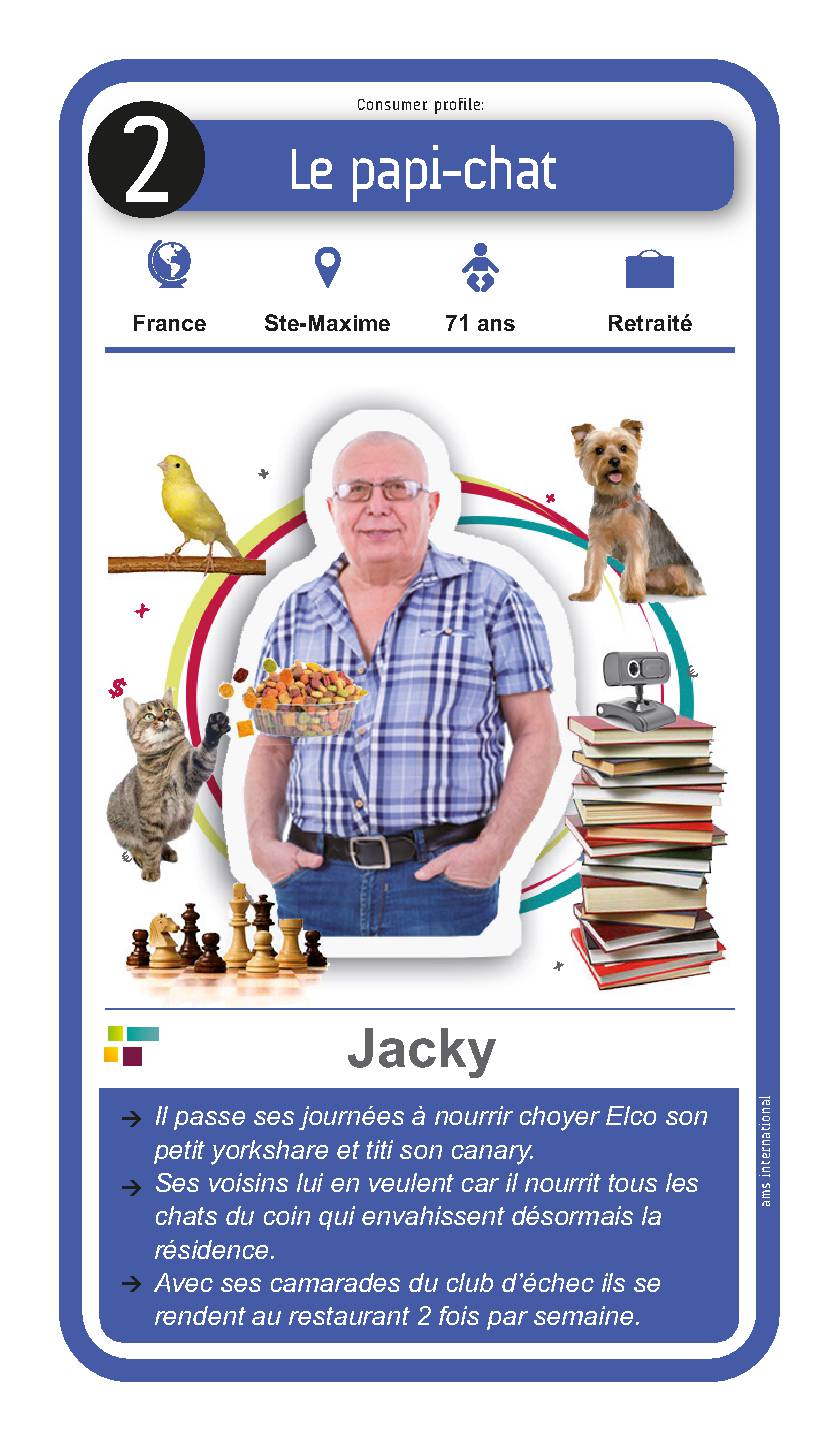 Consumer profile:
2
Le papi-chat
France Ste-Maxime 71 ans Retraité
$
€
€
Jacky
→ Il passe ses journées à nourrir choyer Elco son
petit yorkshare et titi son canary.
→ Ses voisins lui en veulent car il nourrit tous les
chats du coin qui envahissent désormais la
résidence.
→ Avec ses camarades du club d’échec ils se
rendent au restaurant 2 fois par semaine.
ams international